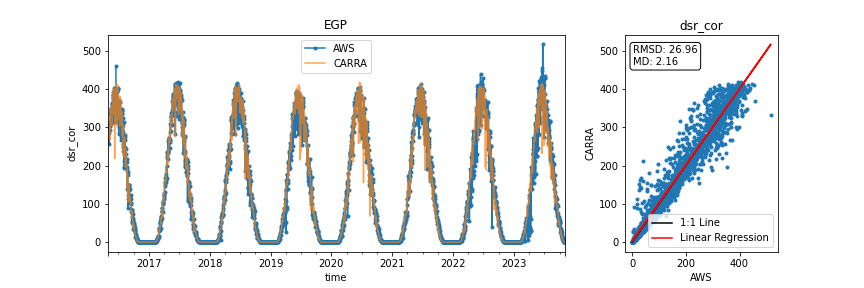 EGP
dsr_cor
500
400
300
200
100
0
dsr_cor
AWS
CARRA
2017
2018
2019
2020
2021
2022
2023
time
dsr_cor
RMSD: 26.96
MD: 2.16
500
400
300
200
100
0
CARRA
1:1 Line
Linear Regression
0
200
400
AWS